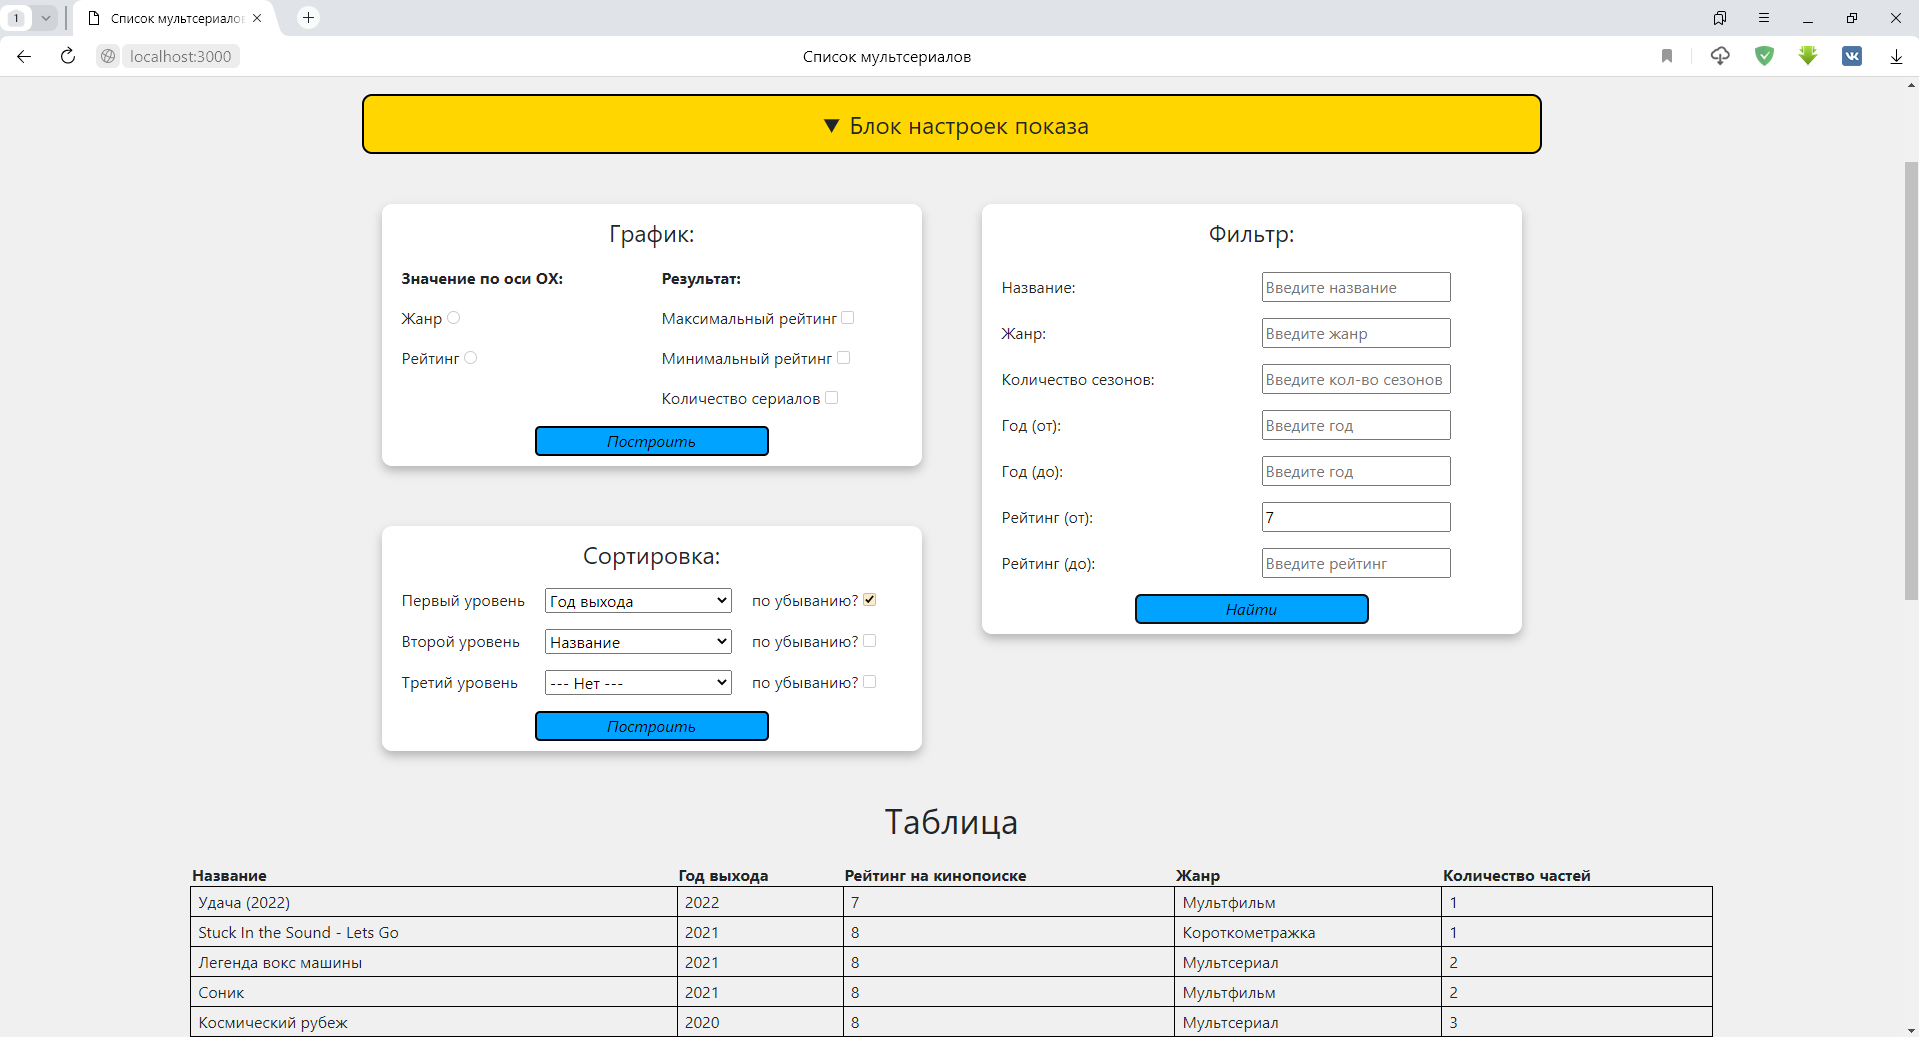 1
Список мультсериалов
localhost:3000
Список мультсериалов
▼ Блок настроек показа
График:
Значение по оси OX:
Результат:
Жанр
Максимальный рейтинг
Рейтинг
Минимальный рейтинг
Количество сериалов
Построить
Фильтр:
Название:
Введите название
Жанр:
Введите жанр
Количество сезонов:
Введите кол-во сезонов
Год (от):
Введите год
Год (до):
Введите год
Рейтинг (от):
7
Рейтинг (до):
Введите рейтинг
Найти
Сортировка:
Первый уровень Год выхода по убыванию?
Второй уровень Название по убыванию?
Третий уровень --- Нет --- по убыванию?
Построить
Таблица
Название Год выхода Рейтинг на кинопоиске Жанр Количество частей
Удача (2022) 2022 7 Мультфильм 1
Stuck In the Sound - Lets Go 2021 8 Короткометражка 1
Легенда вокс машины 2021 8 Мультсериал 2
Соник 2021 8 Мультфильм 2
Космический рубеж 2020 8 Мультсериал 3